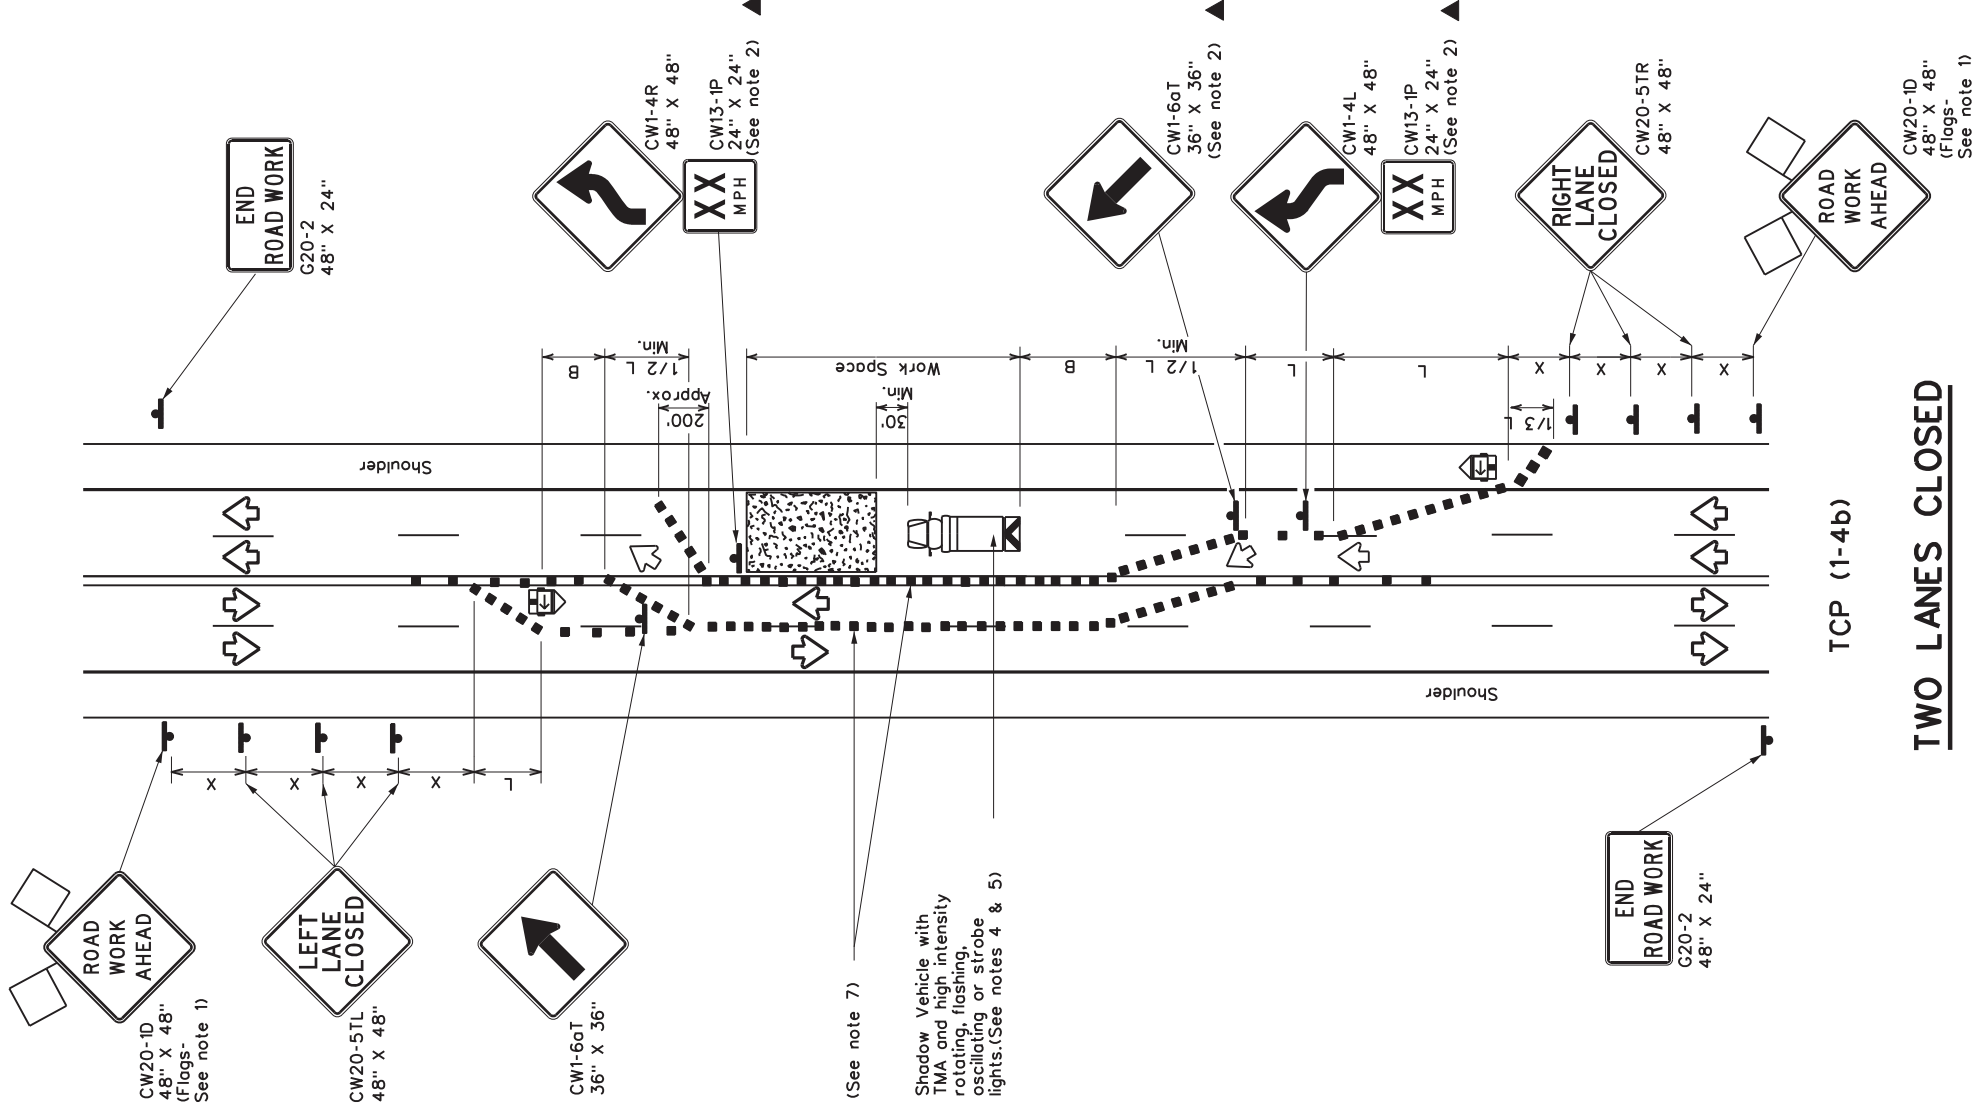 END
ROAD WORK
G20-2
48" X 24"
CW1-4R
48" X 48"
XX
MPH
CW13-1P
24" X 24"
(See note 2)
CW1-6aT
36" X 36"
(See note 2)
CW1-4L
48" X 48"
XX
MPH
CW13-1P
24" X 24"
(See note 2)
RIGHT
LANE
CLOSED
CW20-5TR
48" X 48"
ROAD
WORK
AHEAD
CW20-1D
48" X 48"
(Flags-
See note 1)
B
1/2 L
Min.
200'
Approx.
Work Space
30'
Min.
B
1/2 L
Min.
L
L
1/3 L
X
X
X
X
Shoulder
Shoulder
X
X
X
X
L
ROAD
WORK
AHEAD
CW20-1D
48" X 48"
(Flags-
See note 1)
LEFT
LANE
CLOSED
CW20-5TL
48" X 48"
CW1-6aT
36" X 36"
(See note 7)
Shadow Vehicle with
TMA and high intensity
rotating, flashing,
oscillating or strobe
lights.(See notes 4 & 5)
END
ROAD WORK
G20-2
48" X 24"
TCP (1-4b)
TWO LANES CLOSED